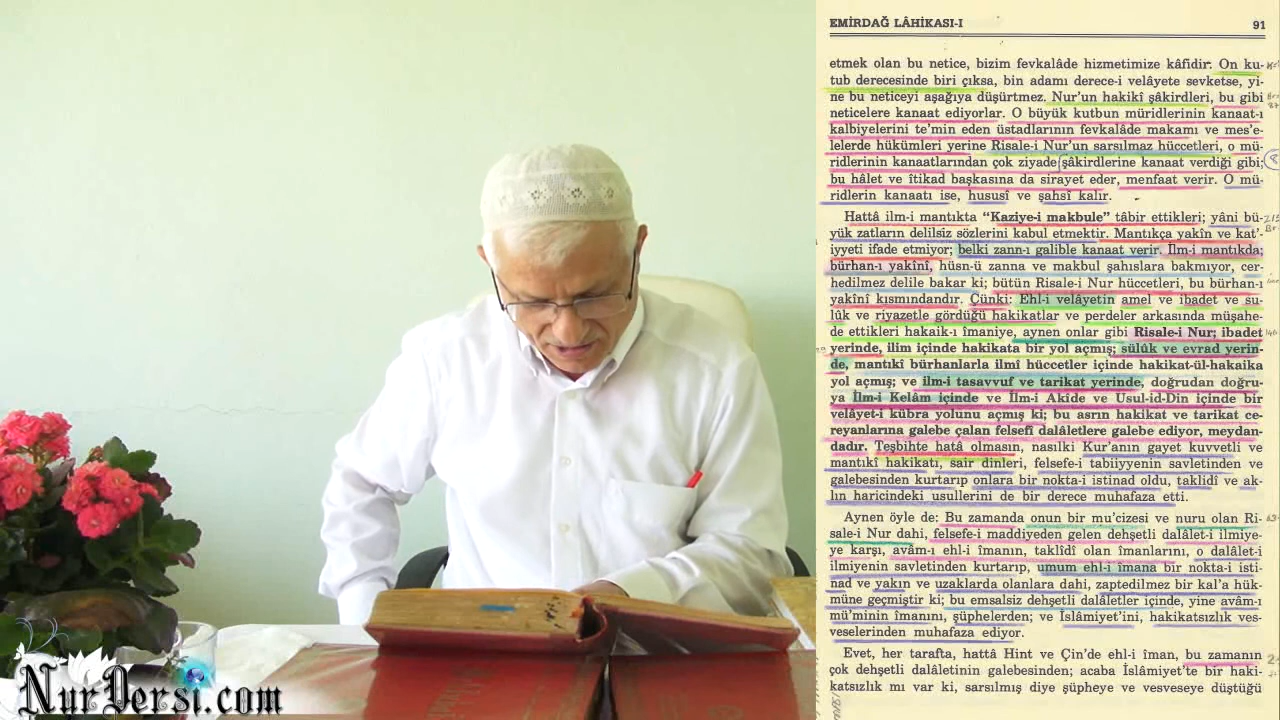 EMİRDAĞ LÂHİKASI-I 91
etmek olan bu netice, bizim fevkalâde hizmetimize kâfidir. On ku-
tub derecesinde biri çıksa, bin adamı derece-i velâyete sevketse, yi-
ne bu neticeyi aşağıya düşürtmez. Nur'un hakikî şâkirdleri, bu gibi
neticelere kanaat ediyorlar. O büyük kutbun müridlerinin kanaat-ı
kalbiyelerini te'min eden üstadlarının fevkalâde makamı ve mes'e-
lelerde hükümleri yerine Risale-i Nur'un sarsılmaz hüccetleri, o mü-
ridlerinin kanaatlarından çok ziyade şâkirdlerine kanaat verdiği gibi;
bu hâlet ve îtikad başkasına da sirayet eder, menfaat verir. O mü-
ridlerin kanaatı ise, hususî ve şahsî kalır.
Hattâ ilm-i mantıkta "Kaziye-i makbule" tâbir ettikleri; yâni bü-
yük zatların delilsiz sözlerini kabul etmektir. Mantıkça yakîn ve kat'-
iyyeti ifade etmiyor; belki zann-ı galible kanaat verir. İlm-i mantıkda;
bürhan-ı yakînî, hüsn-ü zanna ve makbul şahıslara bakmıyor, cer-
hedilmez delile bakar ki; bütün Risale-i Nur hüccetleri, bu bürhan-ı
yakînî kısmındandır. Çünki: Ehl-i velâyetin amel ve ibadet ve su-
lûk ve riyazetle gördüğü hakikatlar ve perdeler arkasında müşahe-
de ettikleri hakaik-ı îmaniye, aynen onlar gibi Risale-i Nur; ibadet
yerinde, ilim içinde hakikata bir yol açmış; sülûk ve evrad yerin-
de, mantıkî bürhanlarla ilmî hüccetler içinde hakikat-ül-hakaika
yol açmış; ve ilm-i tasavvuf ve tarikat yerinde, doğrudan doğru-
ya İlm-i Kelâm içinde ve İlm-i Akide ve Usul-id-Din içinde bir
velâyet-i kübra yolunu açmış ki; bu asrın hakikat ve tarikat ce-
reyanlarına galebe çalan felsefî dalâletlere galebe ediyor, meydan-
dadır. Teşbihte hatâ olmasın, nasılki Kur'anın gayet kuvvetli ve
mantıkî hakikatı, sair dinleri, felsefe-i tabiiyyenin savletinden ve
galebesinden kurtarıp onlara bir nokta-i istinad oldu, taklidî ve ak-
lın haricindeki usullerini de bir derece muhafaza etti.
Aynen öyle de: Bu zamanda onun bir mu'cizesi ve nuru olan Ri-
sale-i Nur dahi, felsefe-i maddiyeden gelen dehşetli dalâlet-i ilmiye-
ye karşı, avâm-ı ehl-i îmanın, taklîdî olan îmanlarını, o dalâlet-i
ilmiyenin savletinden kurtarıp, umum ehl-i îmana bir nokta-i isti-
nad ve yakın ve uzaklarda olanlara dahi, zaptedilmez bir kal'a hük-
müne geçmiştir ki; bu emsalsiz dehşetli dalâletler içinde, yine avâm-ı
mü'minin imanını, şüphelerden; ve İslâmiyet'ini, hakikatsızlık ves-
veselerinden muhafaza ediyor.
Evet, her tarafta, hattâ Hint ve Çin'de ehl-i îman, bu zamanın
çok dehşetli dalâletinin galebesinden; acaba İslâmiyet'te bir haki-
katsızlık mı var ki, sarsılmış diye şüpheye ve vesveseye düştüğü
NurDersi.com